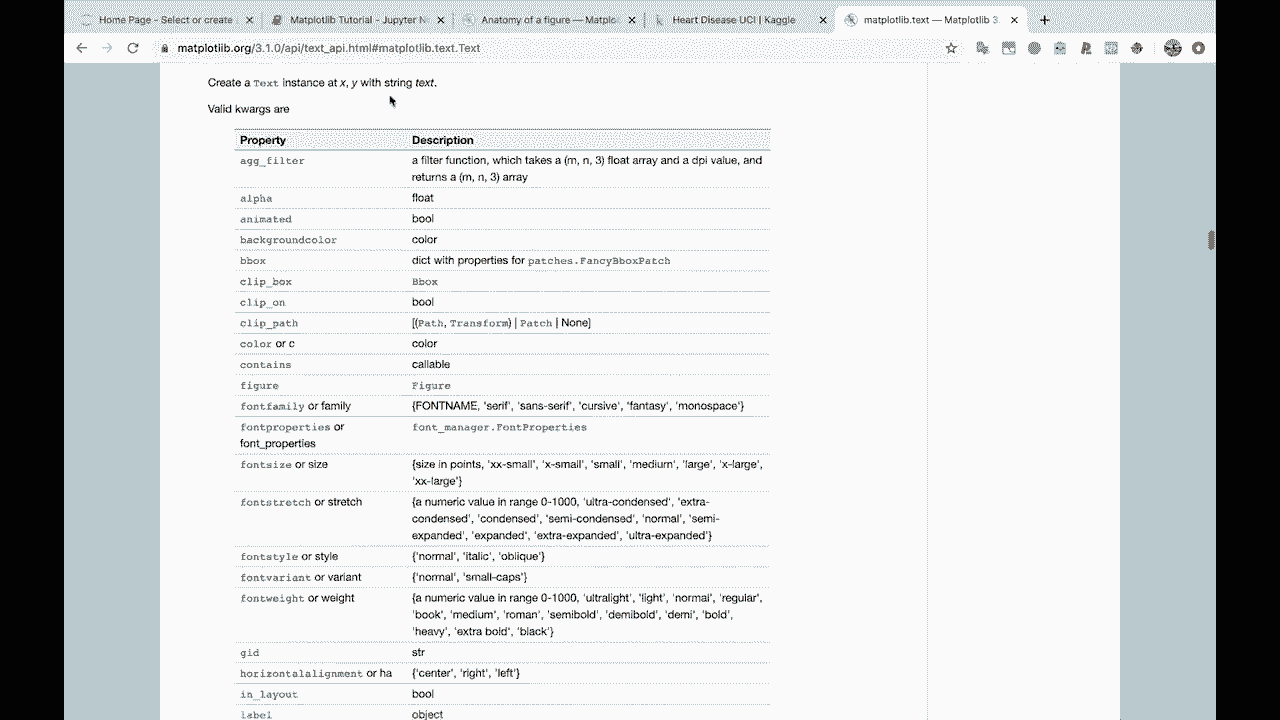 Home Page - Select or create
Matplotlib Tutorial - Jupyter N
Anatomy of a figure — Matplo
Heart Disease UCI | Kaggle
matplotlib.text — Matplotlib 3.
matplotlib.org/3.1.0/api/text_api.html#matplotlib.text.Text
Create a Text instance at x, y with string text.
Valid kwargs are
Property Description
agg_filter a filter function, which takes a (m, n, 3) float array and a dpi value, and
returns a (m, n, 3) array
alpha float
animated bool
backgroundcolor color
bbox dict with properties for patches.FancyBboxPatch
clip_box Bbox
clip_on bool
clip_path [(Path, Transform) | Patch | None]
color or c color
contains callable
figure Figure
fontfamily or family {FONTNAME, 'serif', 'sans-serif', 'cursive', 'fantasy', 'monospace'}
fontproperties or font_manager.FontProperties
font_properties
fontsize or size {size in points, 'xx-small', 'x-small', 'small', 'medium', 'large', 'x-large',
'xx-large'}
fontstretch or stretch {a numeric value in range 0-1000, 'ultra-condensed', 'extra-
condensed', 'condensed', 'semi-condensed', 'normal', 'semi-
expanded', 'expanded', 'extra-expanded', 'ultra-expanded'}
fontstyle or style {'normal', 'italic', 'oblique'}
fontvariant or variant {'normal', 'small-caps'}
fontweight or weight {a numeric value in range 0-1000, 'ultralight', 'light', 'normal', 'regular',
'book', 'medium', 'roman', 'semibold', 'demibold', 'demi', 'bold',
'heavy', 'extra bold', 'black'}
gid str
horizontalalignment or ha {'center', 'right', 'left'}
in_layout bool
label object